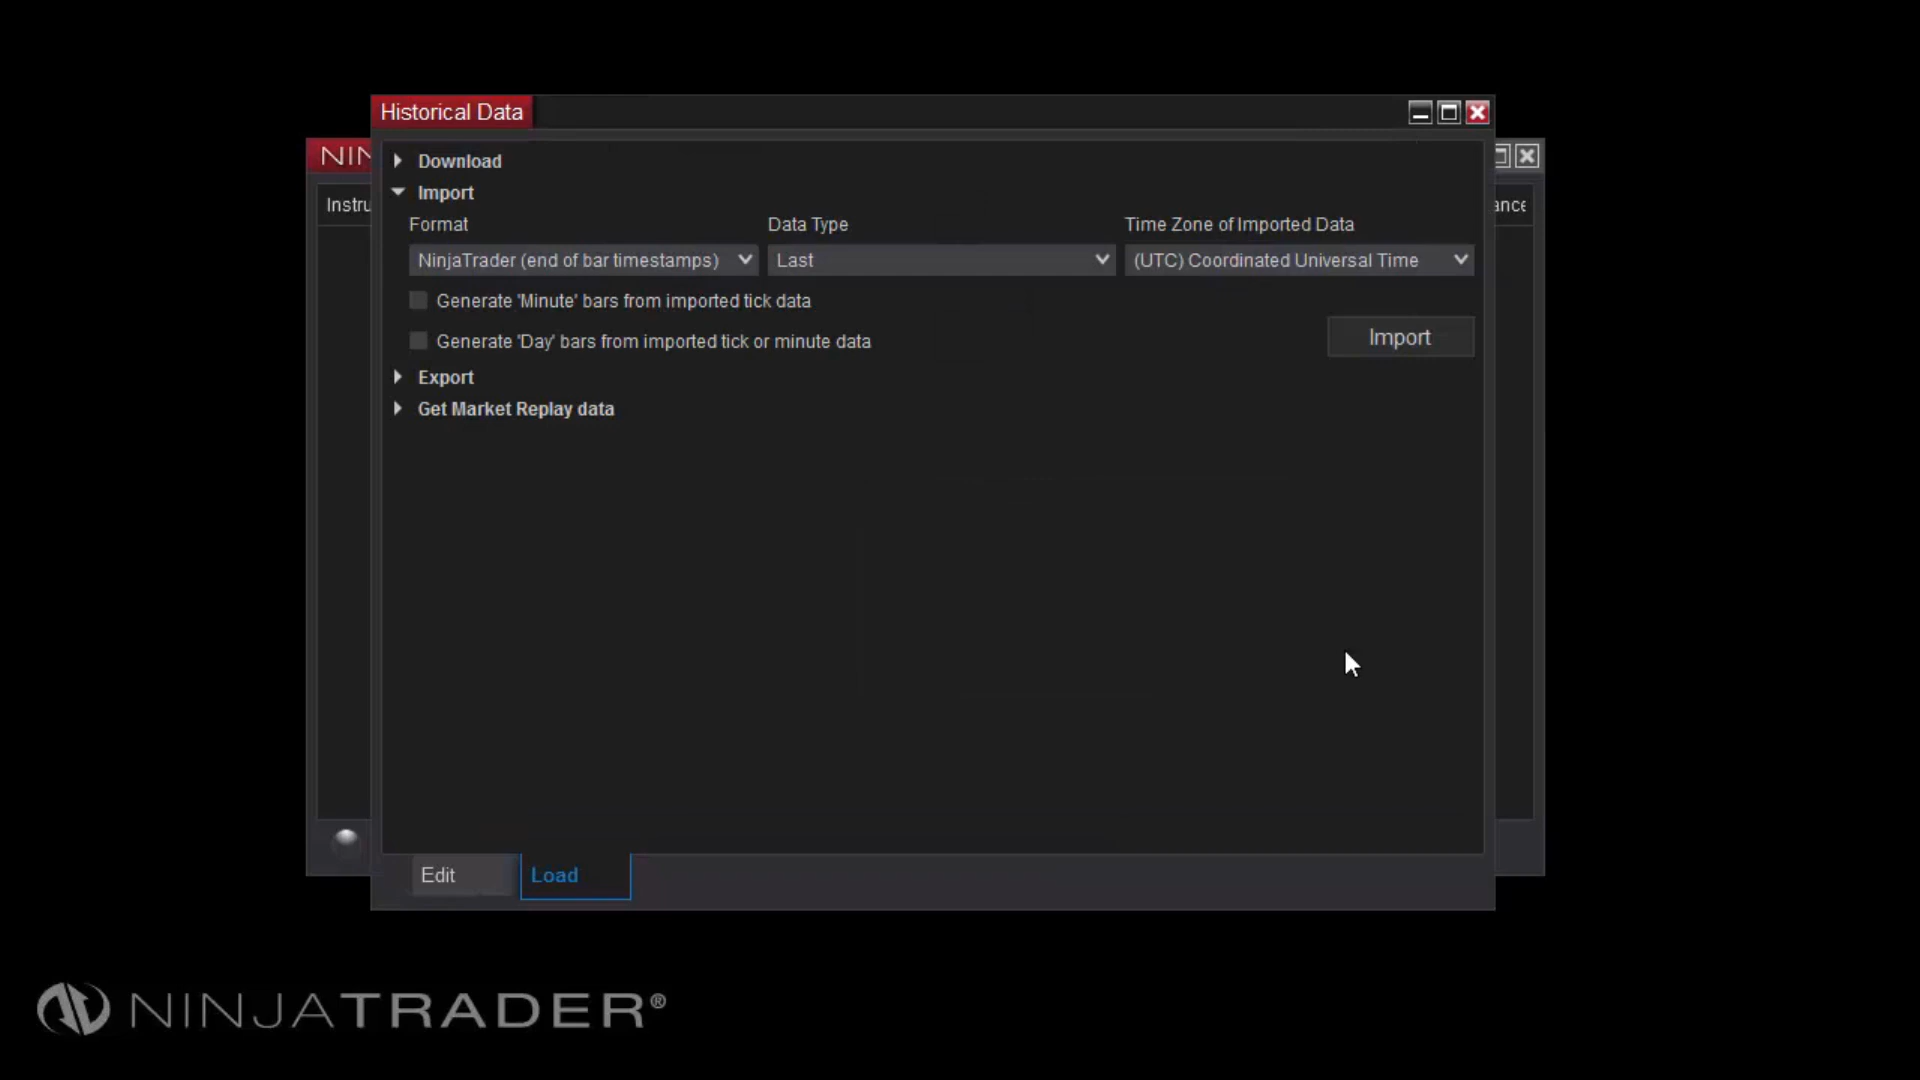 Historical Data
NIN
Instru
ance
Download
Import
Format
Data Type
Time Zone of Imported Data
NinjaTrader (end of bar timestamps)
Last
(UTC) Coordinated Universal Time
Generate 'Minute' bars from imported tick data
Generate 'Day' bars from imported tick or minute data
Import
Export
Get Market Replay data
Edit
Load
NINJATRADER®